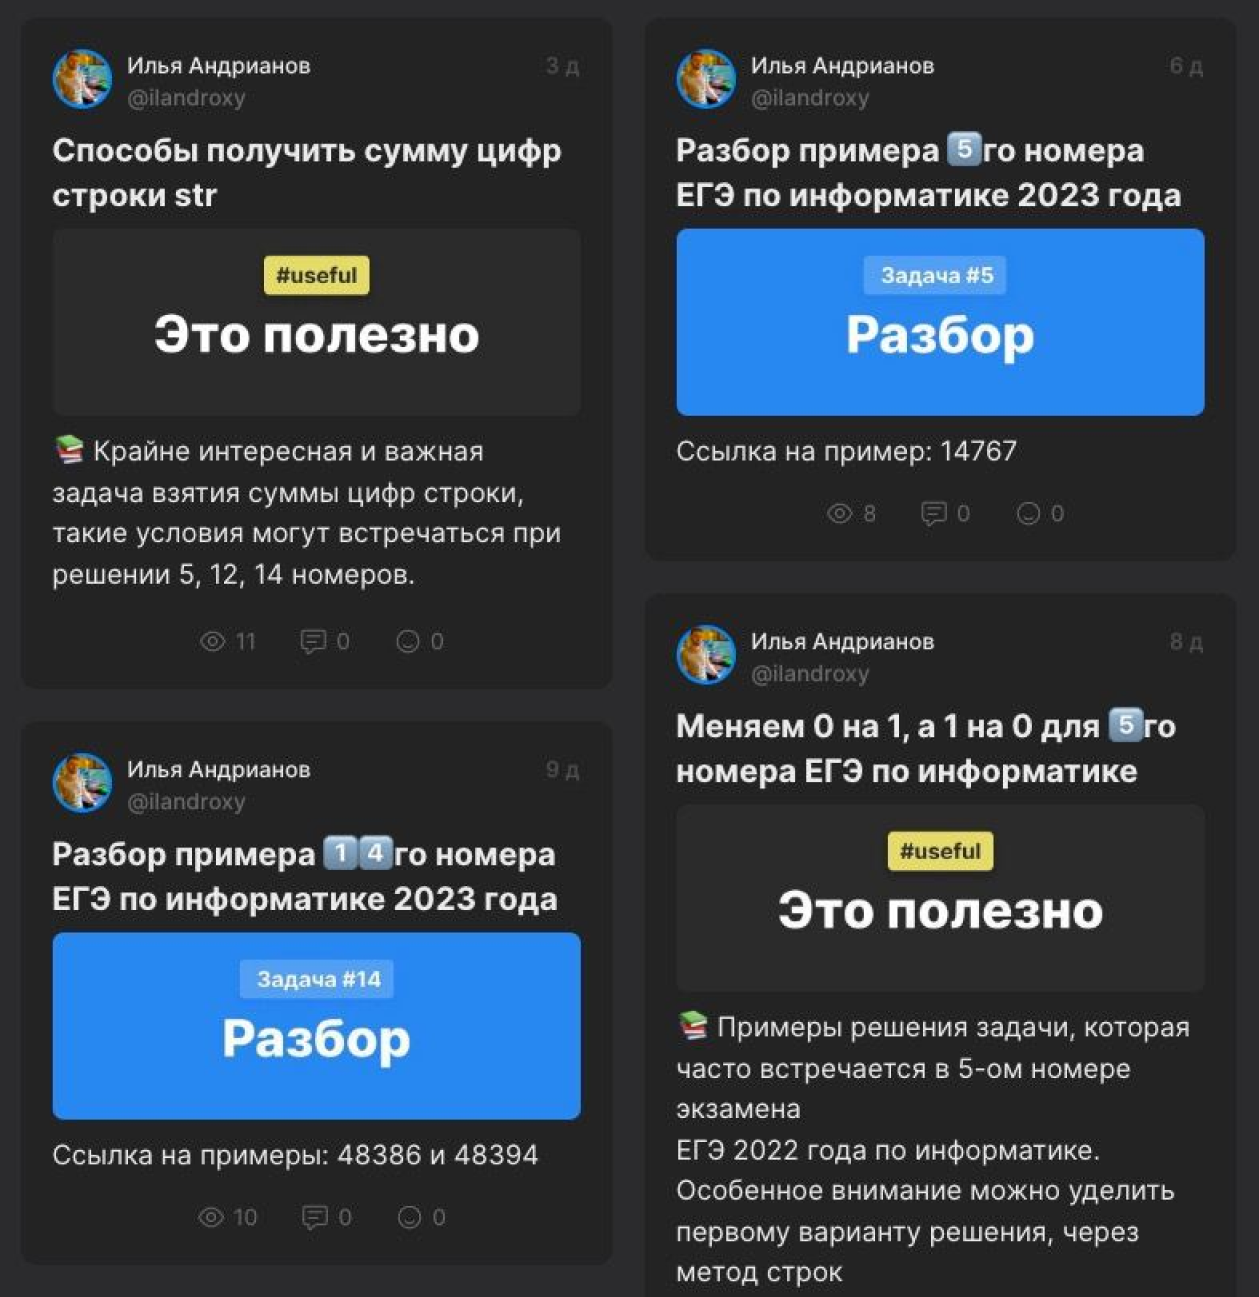 Илья Андрианов
3 д
@ilandroxy
Способы получить сумму цифр
строки str
#useful
Это полезно
📚 Крайне интересная и важная
задача взятия суммы цифр строки,
такие условия могут встречаться при
решении 5, 12, 14 номеров.
11 0 0
Илья Андрианов
9 д
@ilandroxy
Разбор примера 1️⃣4️⃣го номера
ЕГЭ по информатике 2023 года
Задача #14
Разбор
Ссылка на примеры: 48386 и 48394
10 0 0
Илья Андрианов
6 д
@ilandroxy
Разбор примера 5️⃣го номера
ЕГЭ по информатике 2023 года
Задача #5
Разбор
Ссылка на пример: 14767
8 0 0
Илья Андрианов
8 д
@ilandroxy
Меняем 0 на 1, а 1 на 0 для 5️⃣го
номера ЕГЭ по информатике
#useful
Это полезно
📚 Примеры решения задачи, которая
часто встречается в 5-ом номере
экзамена
ЕГЭ 2022 года по информатике.
Особенное внимание можно уделить
первому варианту решения, через
метод строк